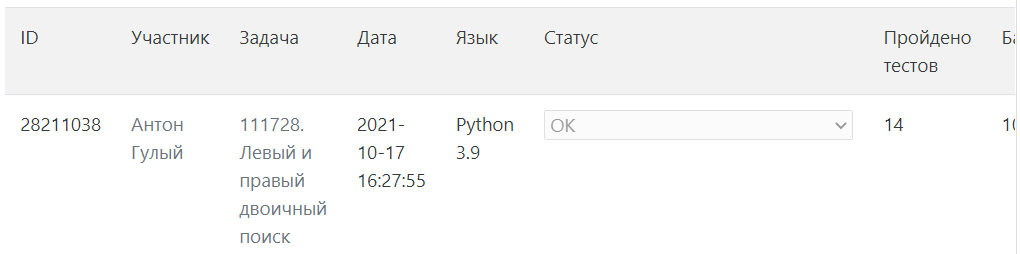 ID Участник Задача Дата Язык Статус Пройдено
тестов
28211038 Антон 111728. 2021- Python OK 14
Гулый Левый и 10-17 3.9
правый 16:27:55
двоичный
поиск